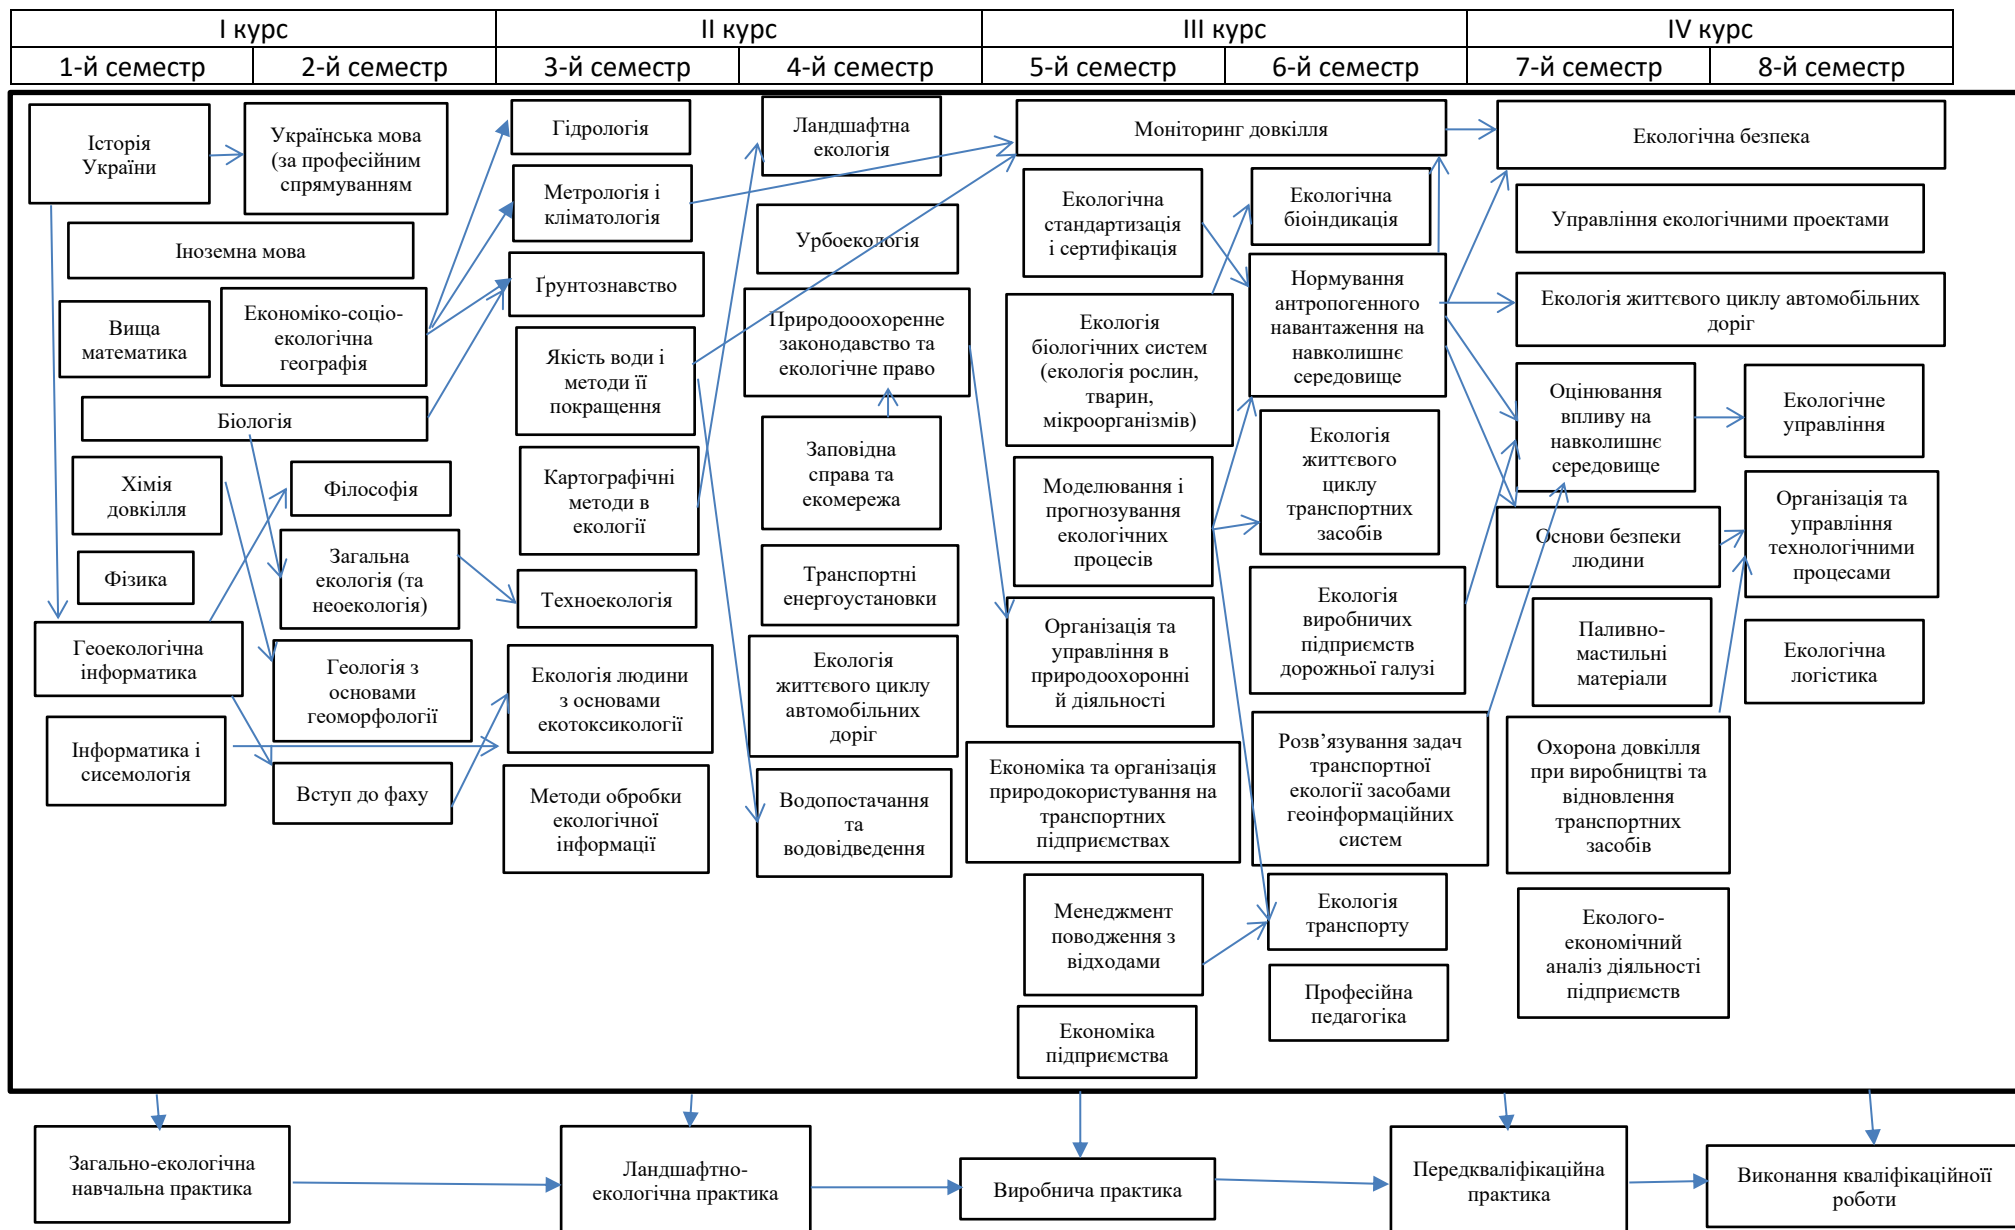 I курс
II курс
III курс
IV курс
1-й семестр
2-й семестр
3-й семестр
4-й семестр
5-й семестр
6-й семестр
7-й семестр
8-й семестр
Історія
України
Українська мова
(за професійним
спрямуванням
Іноземна мова
Вища
математика
Економіко-соціо-
екологічна
географія
Біологія
Хімія
довкілля
Філософія
Фізика
Загальна
екологія (та
неоекологія)
Геоекологічна
інформатика
Геологія з
основами
геоморфології
Інформатика і
сисемологія
Вступ до фаху
Гідрологія
Метрологія і
кліматологія
Ґрунтознавство
Якість води і
методи її
покращення
Картографічні
методи в
екології
Техноекологія
Екологія людини
з основами
екотоксикології
Методи обробки
екологічної
інформації
Ландшафтна
екологія
Урбоекологія
Природооохоренне
законодавство та
екологічне право
Заповідна
справа та
екомережа
Транспортні
енергоустановки
Екологія
життєвого циклу
автомобільних
доріг
Водопостачання
та
водовідведення
Моніторинг довкілля
Екологічна
стандартизація
і сертифікація
Екологія
біологічних систем
(екологія рослин,
тварин,
мікроорганізмів)
Моделювання і
прогнозування
екологічних
процесів
Організація та
управління в
природоохоронні
й діяльності
Економіка та організація
природокористування на
транспортних
підприємствах
Менеджмент
поводження з
відходами
Економіка
підприємства
Екологічна
біоіндикація
Нормування
антропогенного
навантаження на
навколишнє
середовище
Екологія
життєвого
циклу
транспортних
засобів
Екологія
виробничих
підприємств
дорожньої галузі
Розв’язування задач
транспортної
екології засобами
геоінформаційних
систем
Екологія
транспорту
Професійна
педагогіка
Екологічна безпека
Управління екологічними проектами
Екологія життєвого циклу автомобільних
доріг
Оцінювання
впливу на
навколишнє
середовище
Основи безпеки
людини
Паливно-
мастильні
матеріали
Охорона довкілля
при виробництві та
відновлення
транспортних
засобів
Еколого-
економічний
аналіз діяльності
підприємств
Екологічне
управління
Організація та
управління
технологічними
процесами
Екологічна
логістика
Загально-екологічна
навчальна практика
Ландшафтно-
екологічна практика
Виробнича практика
Передкваліфікаційна
практика
Виконання кваліфікаційноїї
роботи